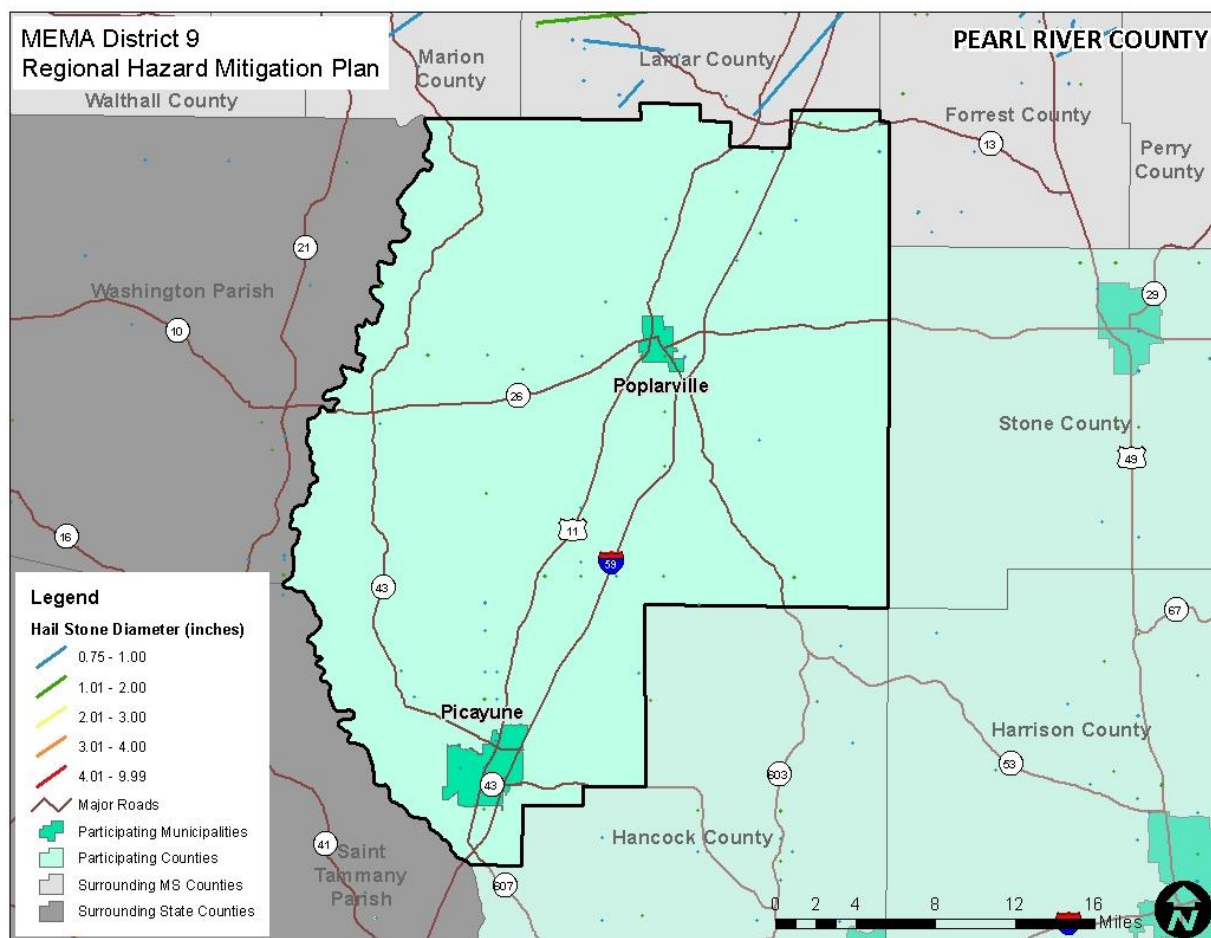 MEMA District 9
Regional Hazard Mitigation Plan
PEARL RIVER COUNTY
Walthall County
Marion
County
Lamar County
Forrest County
Perry
County
13
21
Washington Parish
10
29
26
Poplarville
Stone County
49
16
11
59
43
67
Picayune
43
603
Harrison County
53
Hancock County
41
Saint
Tammany
Parish
607
Legend
Hail Stone Diameter (inches)
0.75 - 1.00
1.01 - 2.00
2.01 - 3.00
3.01 - 4.00
4.01 - 9.99
Major Roads
Participating Municipalities
Participating Counties
Surrounding MS Counties
Surrounding State Counties
0 2 4 8 12 16
Miles
N